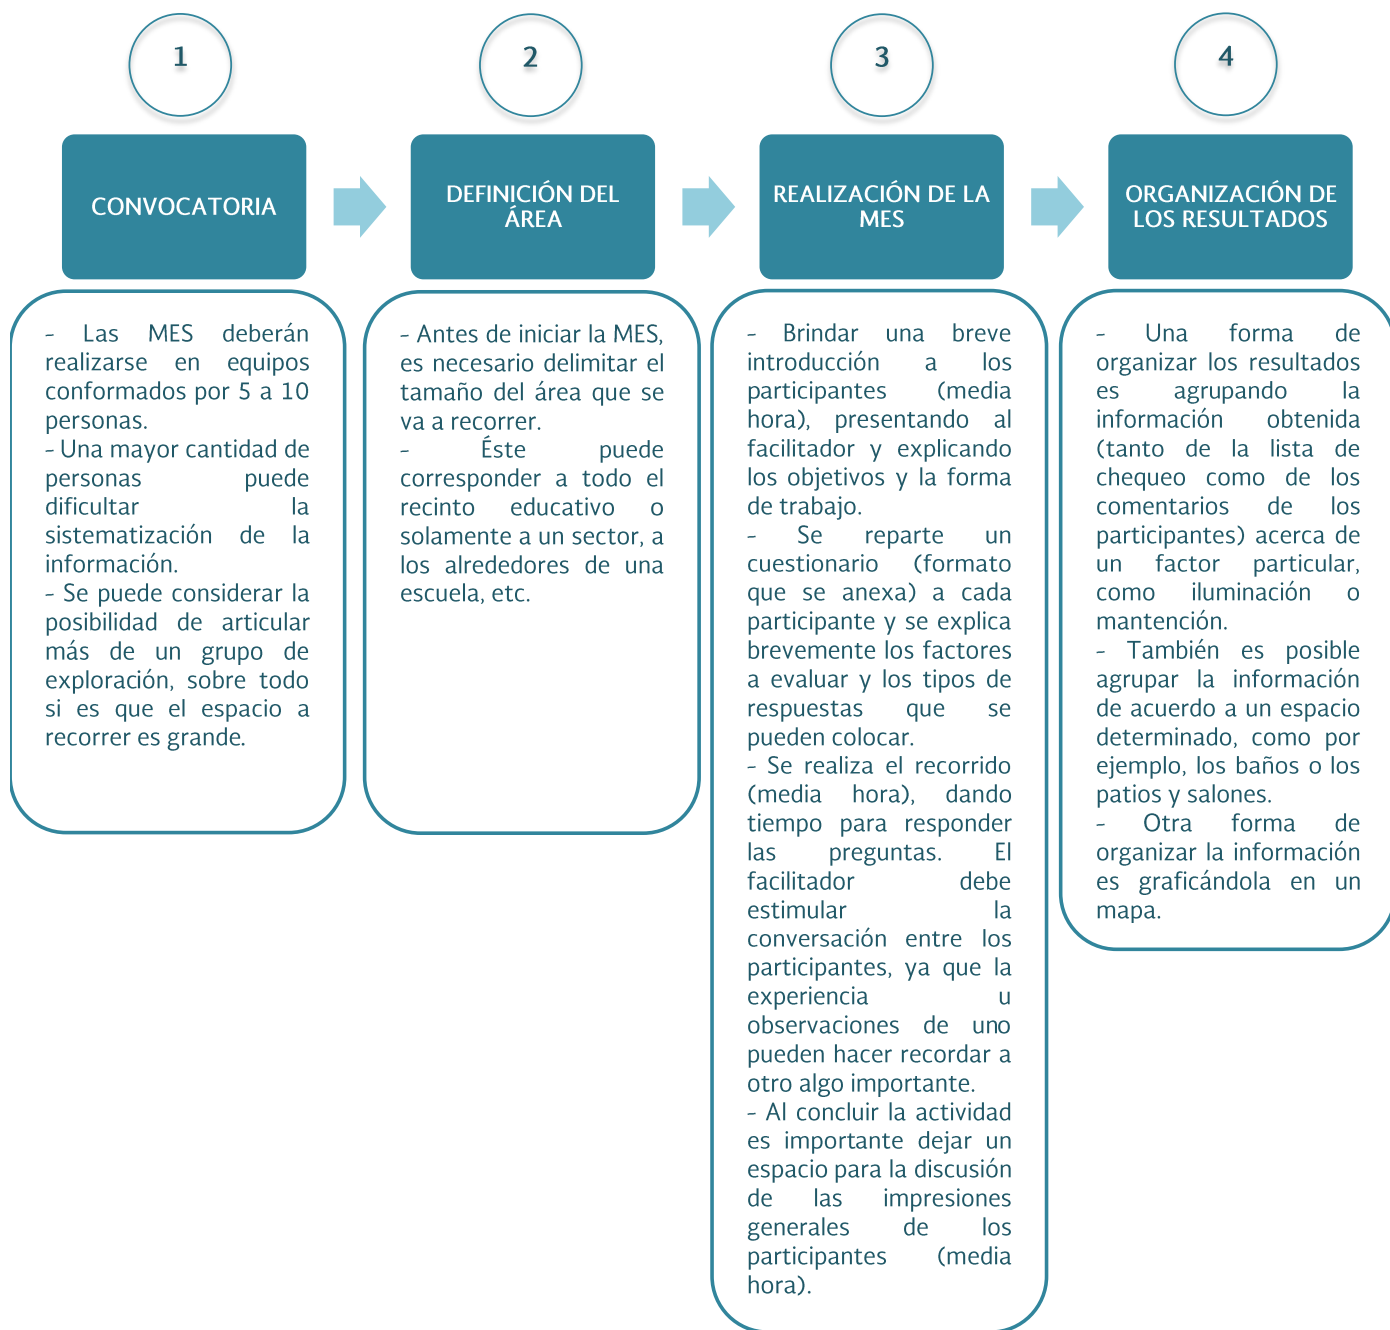 1
CONVOCATORIA
- Las MES deberán
realizarse en equipos
conformados por 5 a 10
personas.
- Una mayor cantidad de
personas puede
dificultar la
sistematización de la
información.
- Se puede considerar la
posibilidad de articular
más de un grupo de
exploración, sobre todo
si es que el espacio a
recorrer es grande.
2
DEFINICIÓN DEL
ÁREA
- Antes de iniciar la MES,
es necesario delimitar el
tamaño del área que se
va a recorrer.
- Éste puede
corresponder a todo el
recinto educativo o
solamente a un sector, a
los alrededores de una
escuela, etc.
3
REALIZACIÓN DE LA
MES
- Brindar una breve
introducción a los
participantes (media
hora), presentando al
facilitador y explicando
los objetivos y la forma
de trabajo.
- Se reparte un
cuestionario (formato
que se anexa) a cada
participante y se explica
brevemente los factores
a evaluar y los tipos de
respuestas que se
pueden colocar.
- Se realiza el recorrido
(media hora), dando
tiempo para responder
las preguntas. El
facilitador debe
estimular la
conversación entre los
participantes, ya que la
experiencia u
observaciones de uno
pueden hacer recordar a
otro algo importante.
- Al concluir la actividad
es importante dejar un
espacio para la discusión
de las impresiones
generales de los
participantes (media
hora).
4
ORGANIZACIÓN DE
LOS RESULTADOS
- Una forma de
organizar los resultados
es agrupando la
información obtenida
(tanto de la lista de
chequeo como de los
comentarios de los
participantes) acerca de
un factor particular,
como iluminación o
mantención.
- También es posible
agrupar la información
de acuerdo a un espacio
determinado, como por
ejemplo, los baños o los
patios y salones.
- Otra forma de
organizar la información
es graficándola en un
mapa.